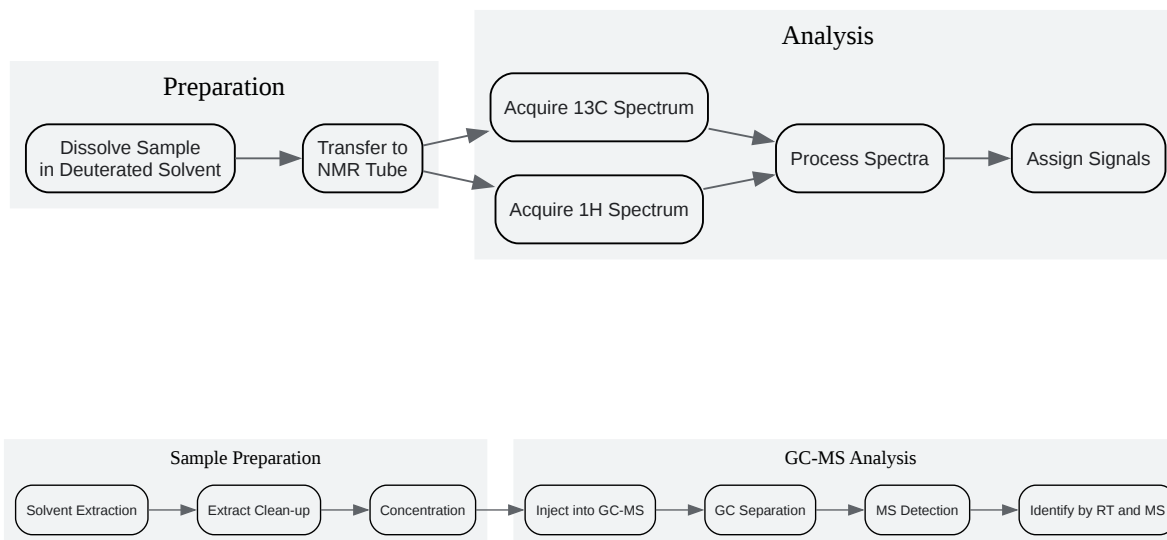 Analysis
Preparation
Acquire 13C Spectrum
Dissolve Sample
in Deuterated Solvent
Transfer to
NMR Tube
Process Spectra
Assign Signals
Acquire 1H Spectrum
Sample Preparation
GC-MS Analysis
Solvent Extraction
Extract Clean-up
Concentration
Inject into GC-MS
GC Separation
MS Detection
Identify by RT and MS